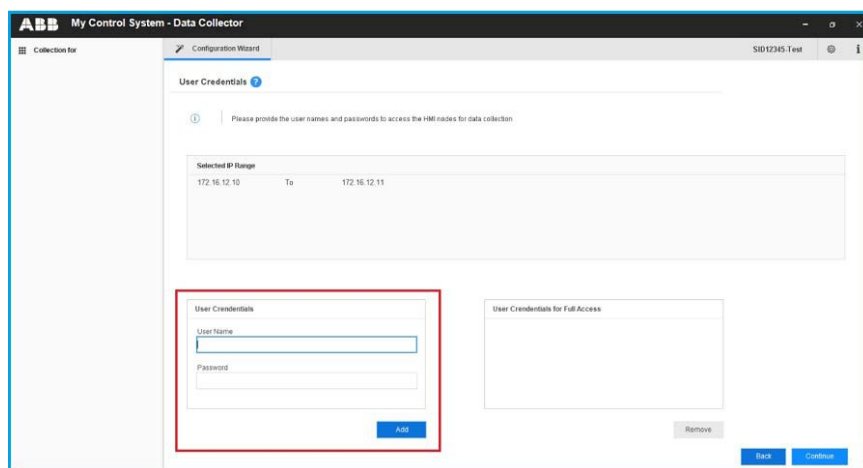 ABB My Control System - Data Collector
Collection for
Configuration Wizard
SID12345-Test
User Credentials ?
Please provide the user names and passwords to access the HMI nodes for data collection
Selected IP Range
172.16.12.10 To 172.16.12.11
User Crendentials
User Name
Password
Add
User Crendentials for Full Access
Remove
Back
Continue